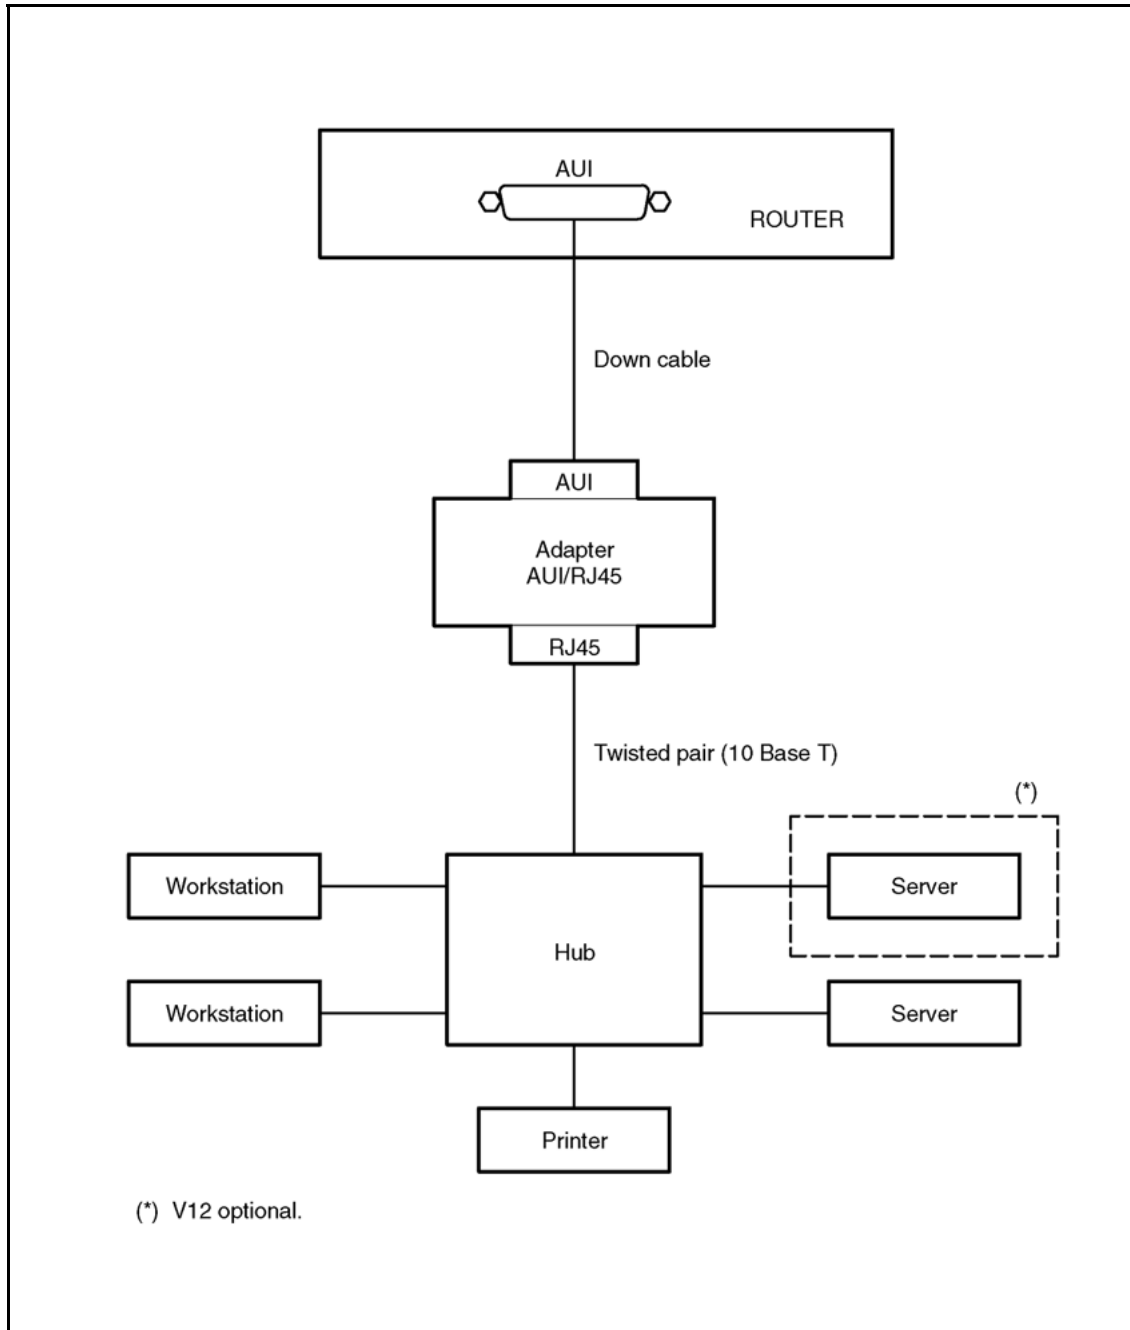 AUI
ROUTER
Down cable
AUI
Adapter
AUI/RJ45
RJ45
Twisted pair (10 Base T)
(*)
Workstation
Server
Hub
Workstation
Server
Printer
(*) V12 optional.